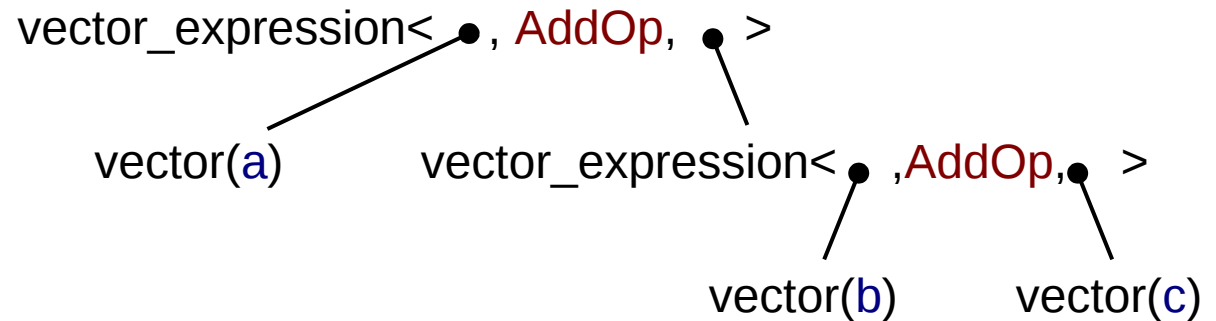 vector_expression< , AddOp, >
vector(a) vector_expression< ,AddOp, >
vector(b) vector(c)